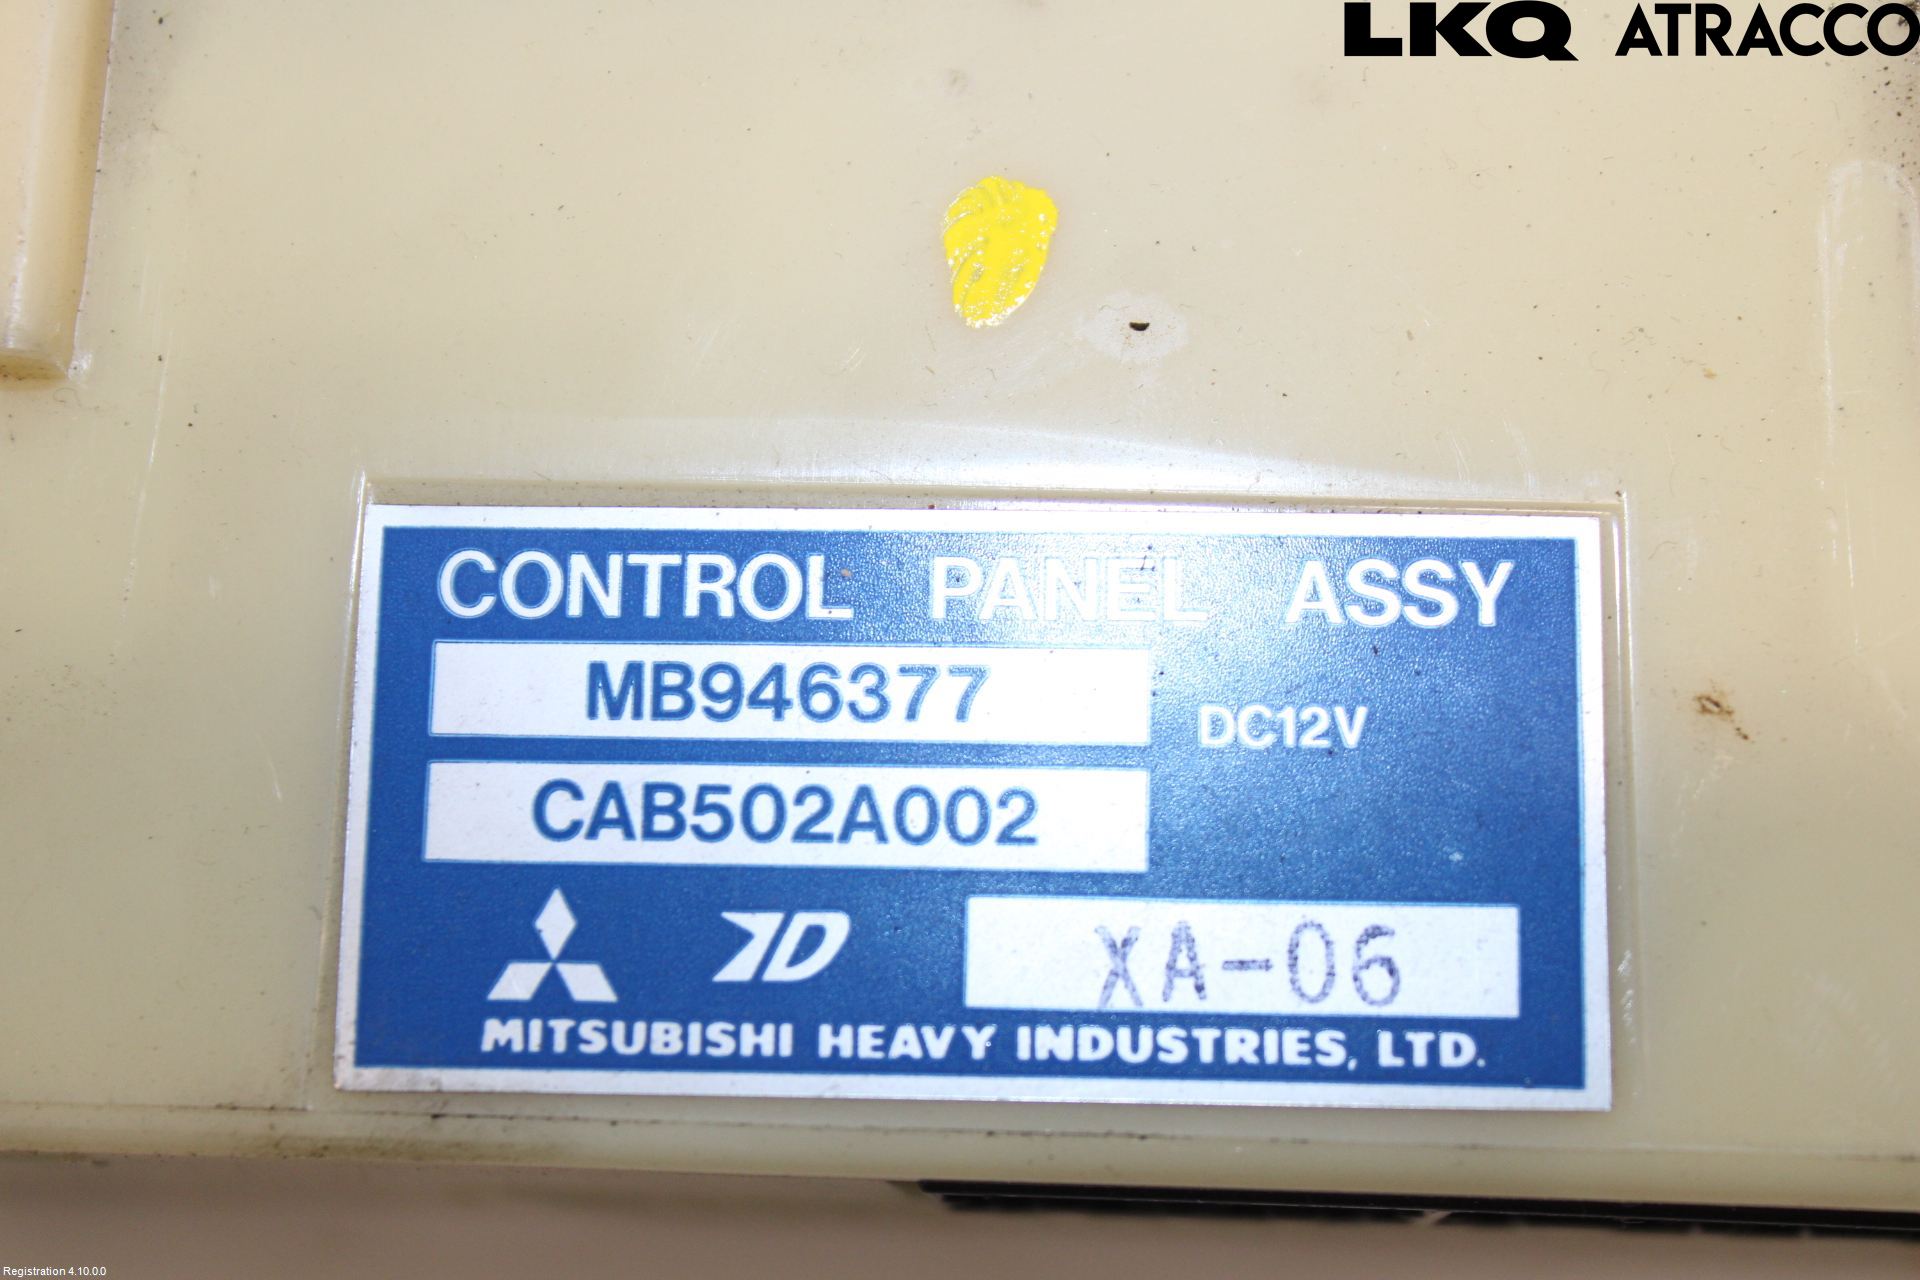 LKQ ATRACCO
CONTROL PANEL ASSY
MB946377
DC12V
CAB502A002
XA-06
MITSUBISHI HEAVY INDUSTRIES, LTD.
Registration 4.10.0.0